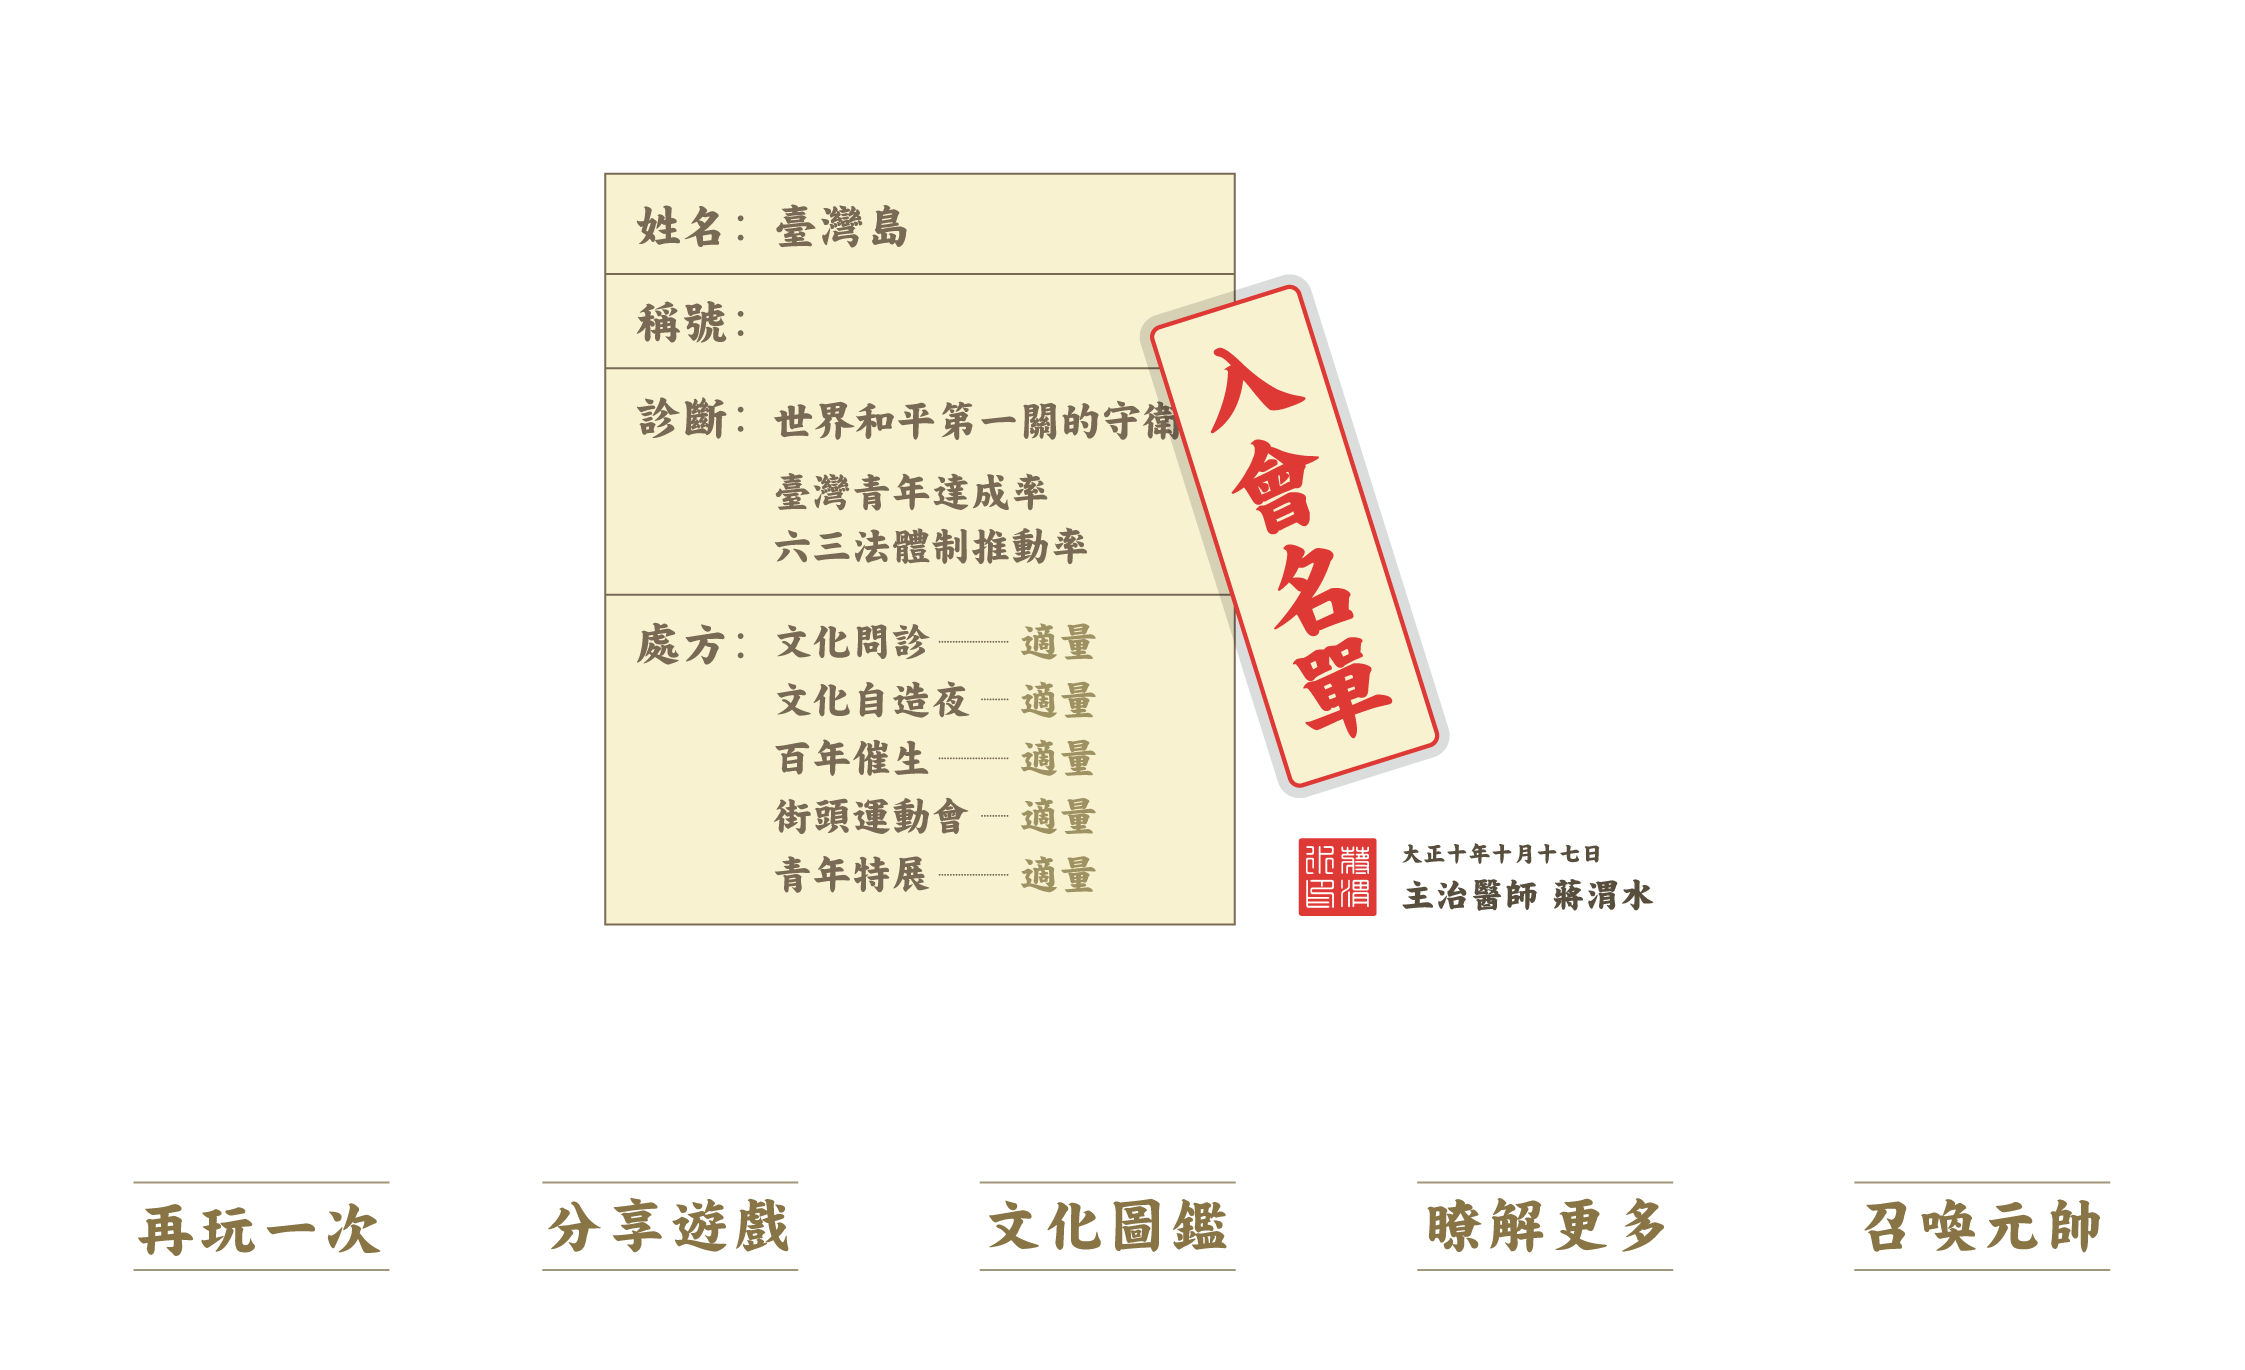 姓名：臺灣島
稱號：
診斷：世界和平第一關的守衛
臺灣青年達成率
六三法體制推動率
處方：文化問診 適量
文化自造夜 適量
百年催生 適量
街頭運動會 適量
青年特展 適量
入會名單
蔣渭水印
大正十年十月十七日
主治醫師 蔣渭水
再玩一次
分享遊戲
文化圖鑑
瞭解更多
召喚元帥